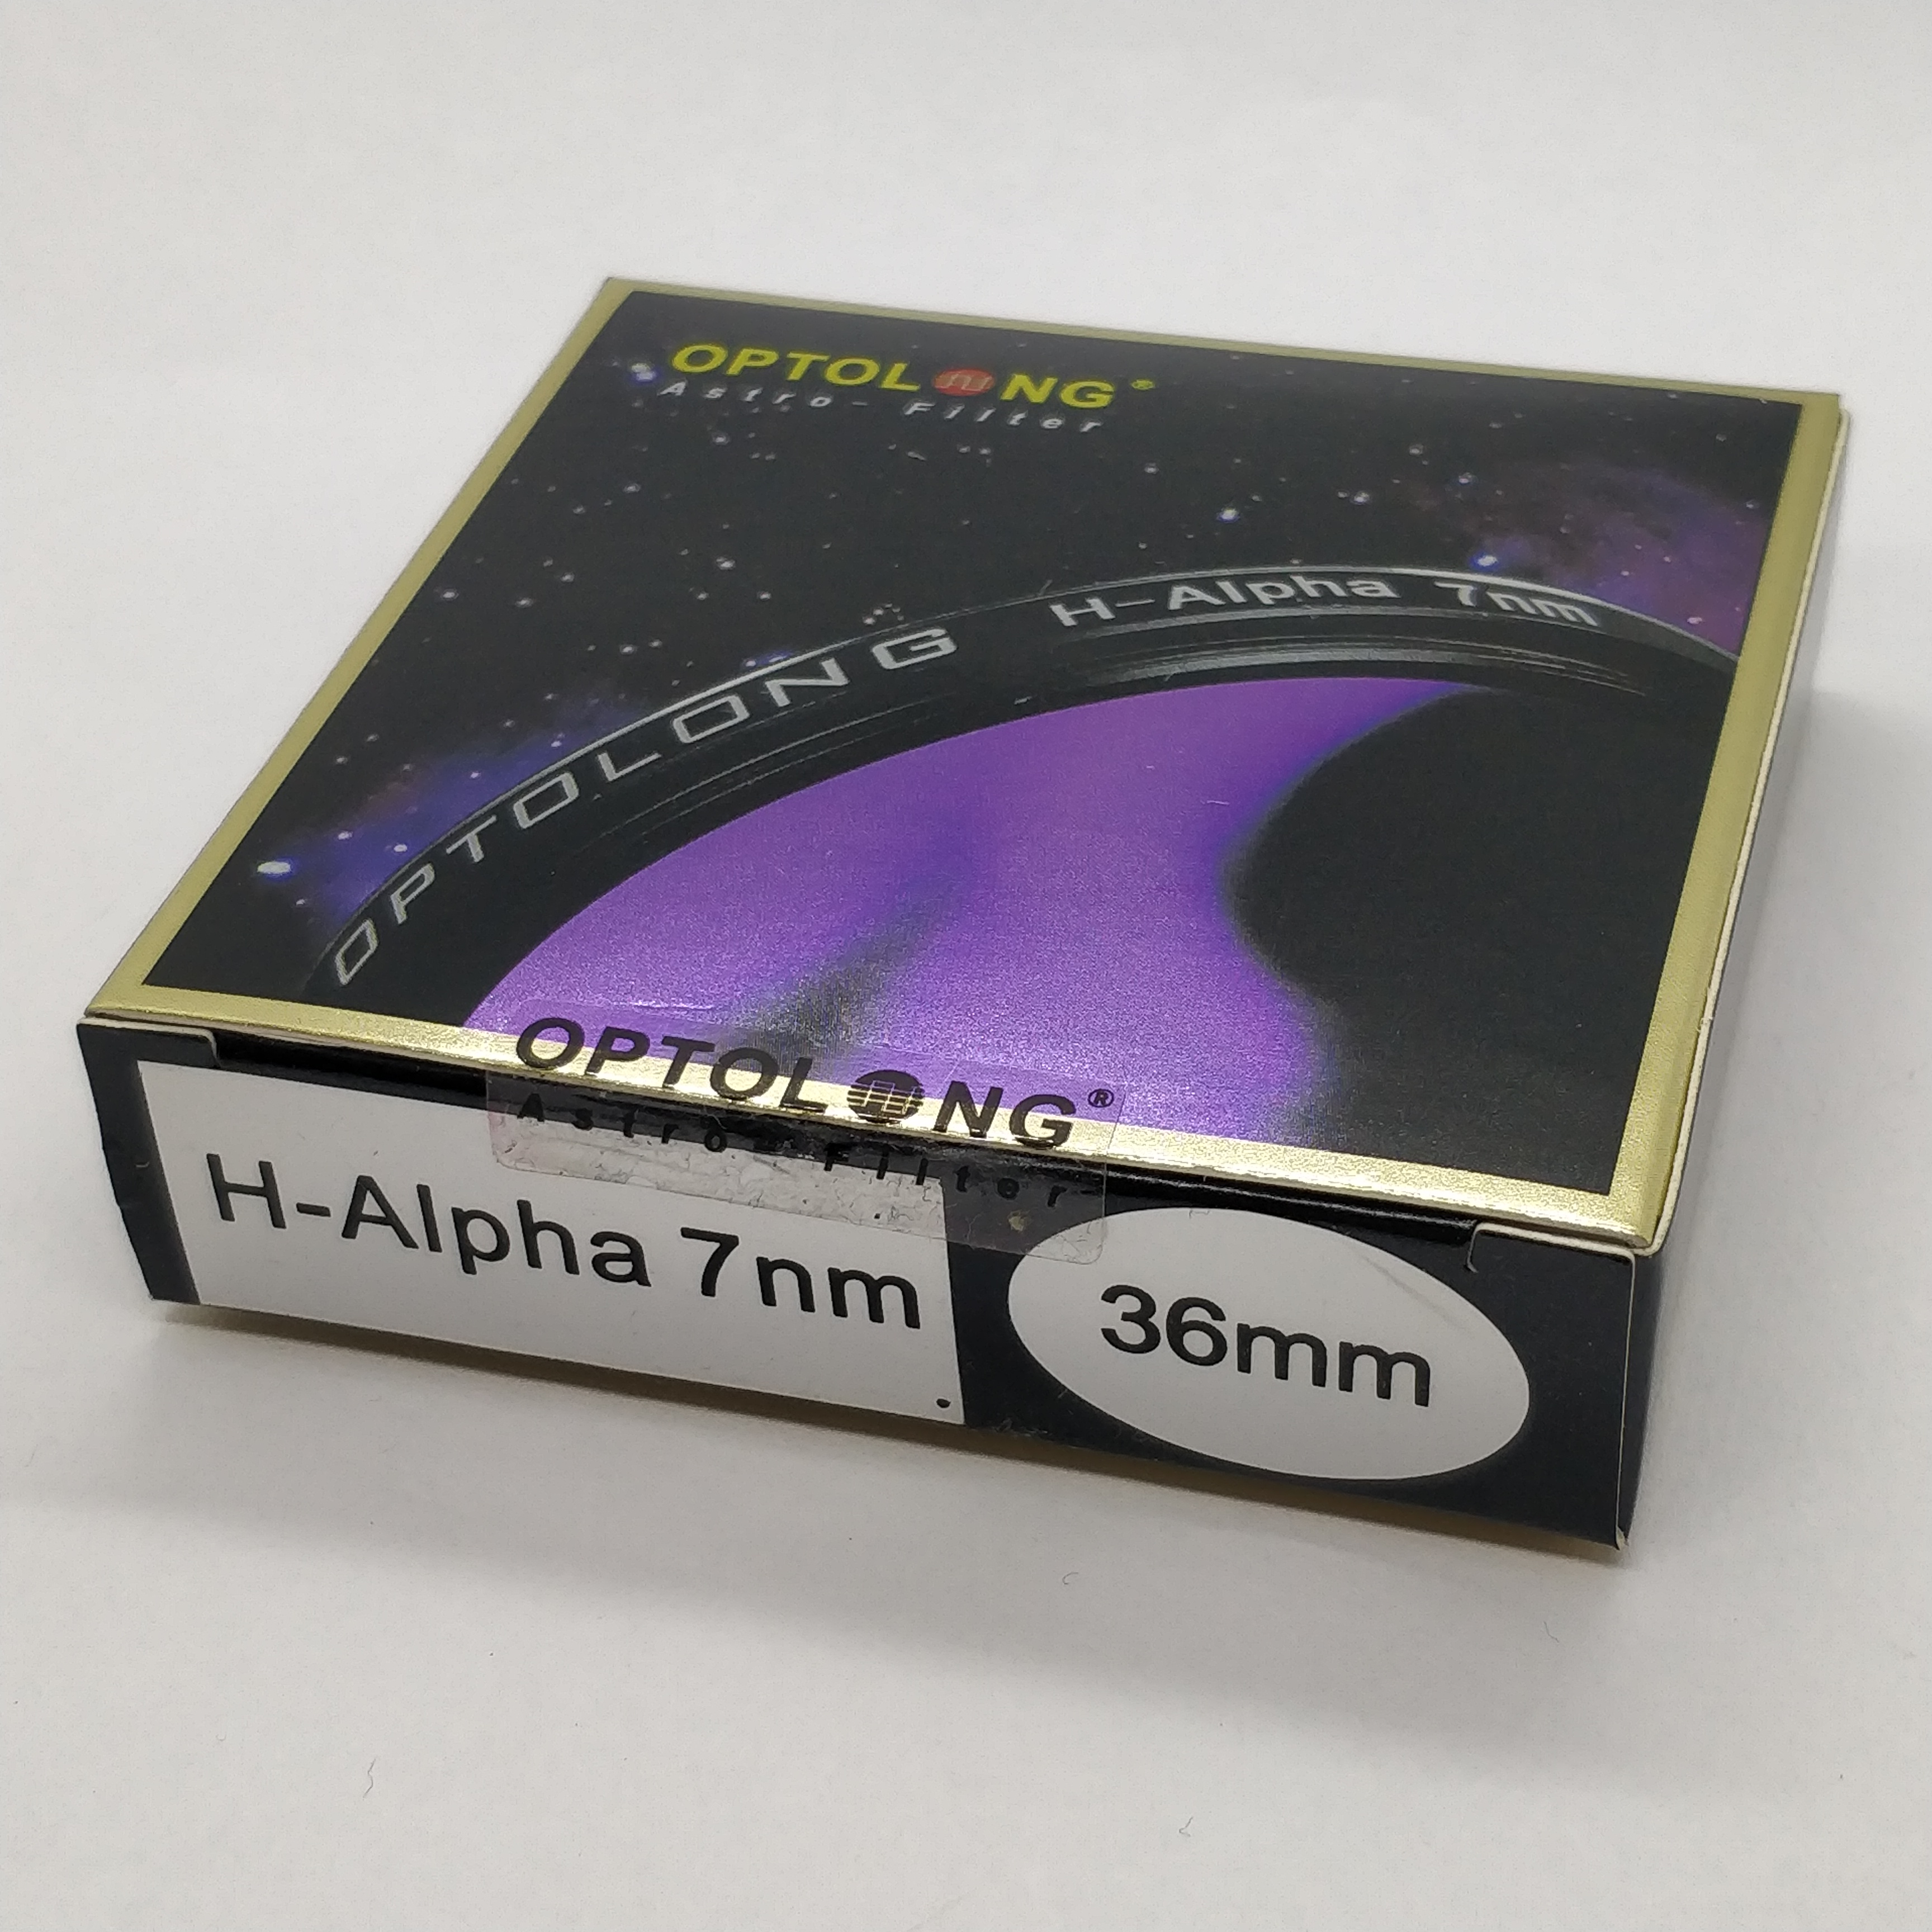 OPTOLONG®
Astro-Filter
OPTOLONG H-Alpha 7nm
OPTOLONG®
Astro-Filter
H-Alpha 7nm
36mm